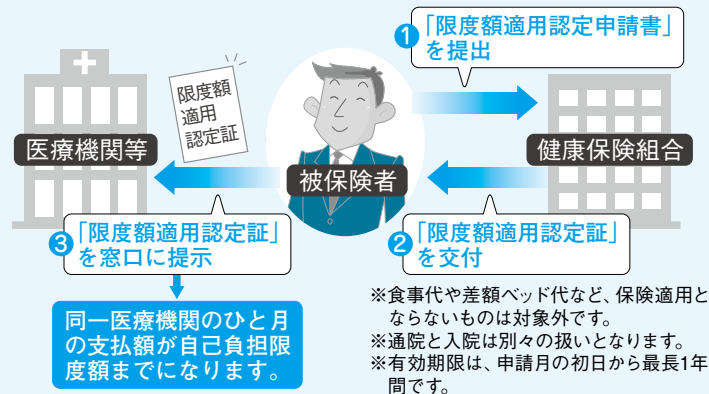 ❶「限度額適用認定申請書」
を提出
限度額
適用
認定証
医療機関等
被保険者
健康保険組合
❸「限度額適用認定証」
を窓口に提示
❷「限度額適用認定証」
を交付
同一医療機関のひと月
の支払額が自己負担限
度額までになります。
※食事代や差額ベッド代など、保険適用と
ならないものは対象外です。
※通院と入院は別々の扱いとなります。
※有効期限は、申請月の初日から最長1年
間です。